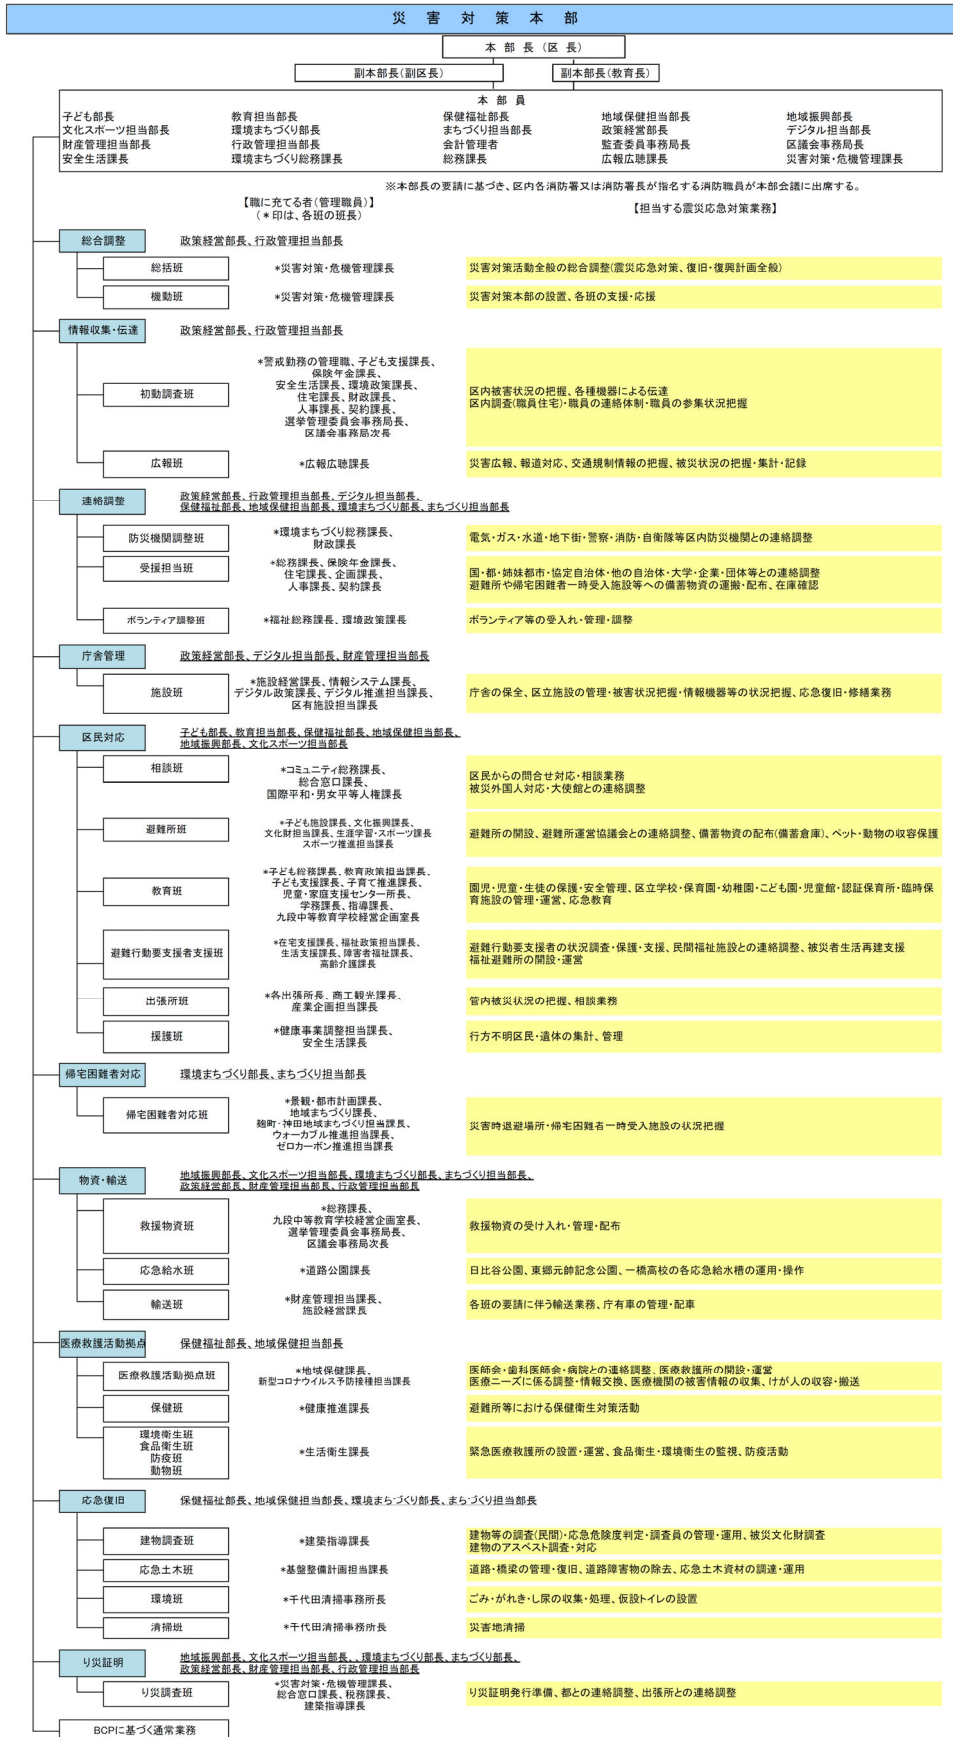 災害対策本部
本部長(区長)
副本部長(副区長)
副本部長(教育長)
本部員
子ども部長 教育担当部長 保健福祉部長 地域保健担当部長 地域振興部長
文化スポーツ担当部長 環境まちづくり部長 まちづくり担当部長 政策経営部長 デジタル担当部長
財産管理担当部長 行政管理担当部長 会計管理者 監査委員事務局長 区議会事務局長
安全生活課長 環境まちづくり総務課長 総務課長 広報広聴課長 災害対策・危機管理課長
※本部長の要請に基づき、区内各消防署又は消防署長が指名する消防職員が本部会議に出席する。
【職に充てる者(管理職員)】
(*印は、各班の班長)
【担当する震災応急対策業務】
総合調整
政策経営部長、行政管理担当部長
総括班
*災害対策・危機管理課長
災害対策活動全般の総合調整(震災応急対策、復旧・復興計画全般)
機動班
*災害対策・危機管理課長
災害対策本部の設置、各班の支援・応援
情報収集・伝達
政策経営部長、行政管理担当部長
初動調査班
*警戒勤務の管理職、子ども支援課長、
保険年金課長、
安全生活課長、環境政策課長、
住宅課長、財政課長、
人事課長、契約課長、
選挙管理委員会事務局長、
区議会事務局次長
区内被害状況の把握、各種機器による伝達
区内調査(職員住宅)・職員の連絡体制・職員の参集状況把握
広報班
*広報広聴課長
災害広報、報道対応、交通規制情報の把握、被災状況の把握・集計・記録
連絡調整
政策経営部長、行政管理担当部長、デジタル担当部長、
保健福祉部長、地域保健担当部長、環境まちづくり部長、まちづくり担当部長
防災機関調整班
*環境まちづくり総務課長、
財政課長
電気・ガス・水道・地下街・警察・消防・自衛隊等区内防災機関との連絡調整
受援担当班
*総務課長、保険年金課長、
住宅課長、企画課長、
人事課長、契約課長
国・都・姉妹都市・協定自治体・他の自治体・大学・企業・団体等との連絡調整
避難所や帰宅困難者一時受入施設等への備蓄物資の運搬・配布、在庫確認
ボランティア調整班
*福祉総務課長、環境政策課長
ボランティア等の受入れ・管理・調整
庁舎管理
政策経営部長、デジタル担当部長、財産管理担当部長
施設班
*施設経営課長、情報システム課長、
デジタル政策課長、デジタル推進担当課長、
区有施設担当課長
庁舎の保全、区立施設の管理・被害状況把握・情報機器等の状況把握、応急復旧・修繕業務
区民対応
子ども部長、教育担当部長、保健福祉部長、地域保健担当部長、
地域振興部長、文化スポーツ担当部長
相談班
*コミュニティ総務課長、
総合窓口課長、
国際平和・男女平等人権課長
区民からの問合せ対応・相談業務
被災外国人対応・大使館との連絡調整
避難所班
*子ども施設課長、文化振興課長、
文化財担当課長、生涯学習・スポーツ課長
スポーツ推進担当課長
避難所の開設、避難所運営協議会との連絡調整、備蓄物資の配布(備蓄倉庫)、ペット・動物の収容保護
教育班
*子ども総務課長、教育政策担当課長、
子ども支援課長、子育て推進課長、
児童・家庭支援センター所長、
学務課長、指導課長、
九段中等教育学校経営企画室長
園児・児童・生徒の保護・安全管理、区立学校・保育園・幼稚園・こども園・児童館・認証保育所・臨時保
育施設の管理・運営、応急教育
避難行動要支援者支援班
*在宅支援課長、福祉政策担当課長、
生活支援課長、障害者福祉課長、
高齢介護課長
避難行動要支援者の状況調査・保護・支援、民間福祉施設との連絡調整、被災者生活再建支援
福祉避難所の開設・運営
出張所班
*各出張所長、商工観光課長、
産業企画担当課長
管内被災状況の把握、相談業務
援護班
*健康事業調整担当課長、
安全生活課長
行方不明区民・遺体の集計、管理
帰宅困難者対応
環境まちづくり部長、まちづくり担当部長
帰宅困難者対応班
*景観・都市計画課長、
地域まちづくり課長、
麹町・神田地域まちづくり担当課長、
ウォーカブル推進担当課長、
ゼロカーボン推進担当課長
災害時退避場所・帰宅困難者一時受入施設の状況把握
物資・輸送
地域振興部長、文化スポーツ担当部長、環境まちづくり部長、まちづくり担当部長、
政策経営部長、財産管理担当部長、行政管理担当部長
救援物資班
*総務課長、
九段中等教育学校経営企画室長、
選挙管理委員会事務局長、
区議会事務局次長
救援物資の受け入れ・管理・配布
応急給水班
*道路公園課長
日比谷公園、東郷元帥記念公園、一橋高校の各応急給水槽の運用・操作
輸送班
*財産管理担当課長、
施設経営課長
各班の要請に伴う輸送業務、庁有車の管理・配車
医療救護活動拠点
保健福祉部長、地域保健担当部長
医療救護活動拠点班
*地域保健課長、
新型コロナウイルス予防接種担当課長
医師会・歯科医師会・病院との連絡調整、医療救護所の開設・運営
医療ニーズに係る調整・情報交換、医療機関の被害情報の収集、けが人の収容・搬送
保健班
*健康推進課長
避難所等における保健衛生対策活動
環境衛生班
食品衛生班
防疫班
動物班
*生活衛生課長
緊急医療救護所の設置・運営、食品衛生・環境衛生の監視、防疫活動
応急復旧
保健福祉部長、地域保健担当部長、環境まちづくり部長、まちづくり担当部長
建物調査班
*建築指導課長
建物等の調査(民間)・応急危険度判定・調査員の管理・運用、被災文化財調査
建物のアスベスト調査・対応
応急土木班
*基盤整備計画担当課長
道路・橋梁の管理・復旧、道路障害物の除去、応急土木資材の調達・運用
環境班
*千代田清掃事務所長
ごみ・がれき・し尿の収集・処理、仮設トイレの設置
清掃班
*千代田清掃事務所長
災害地清掃
り災証明
地域振興部長、文化スポーツ担当部長、、環境まちづくり部長、まちづくり部長、
政策経営部長、財産管理担当部長、行政管理担当部長
り災調査班
*災害対策・危機管理課長、
総合窓口課長、税務課長、
建築指導課長
り災証明発行準備、都との連絡調整、出張所との連絡調整
BCPに基づく通常業務